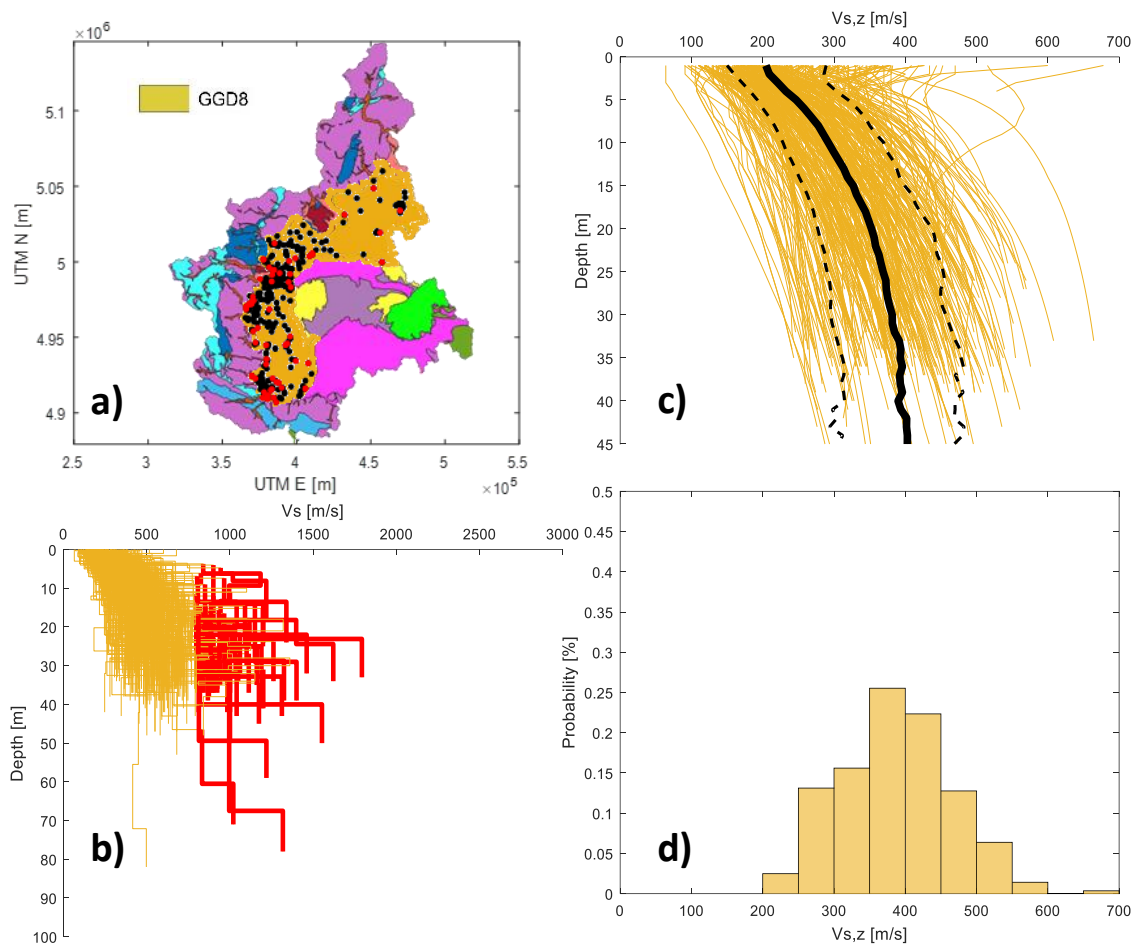 ×10⁶
GGD8
5.1
5.05
5
4.95
4.9
UTM N [m]
a)
2.5 3 3.5 4 4.5 5 5.5
UTM E [m]
×10⁵
Vs,z [m/s]
0 100 200 300 400 500 600 700
0
5
10
15
20
25
30
35
40
45
Depth [m]
c)
Vs [m/s]
0 500 1000 1500 2000 2500 3000
0
10
20
30
40
50
60
70
80
90
100
Depth [m]
b)
0.5
0.45
0.4
0.35
0.3
0.25
0.2
0.15
0.1
0.05
0
Probability [%]
d)
0 100 200 300 400 500 600 700
Vs,z [m/s]